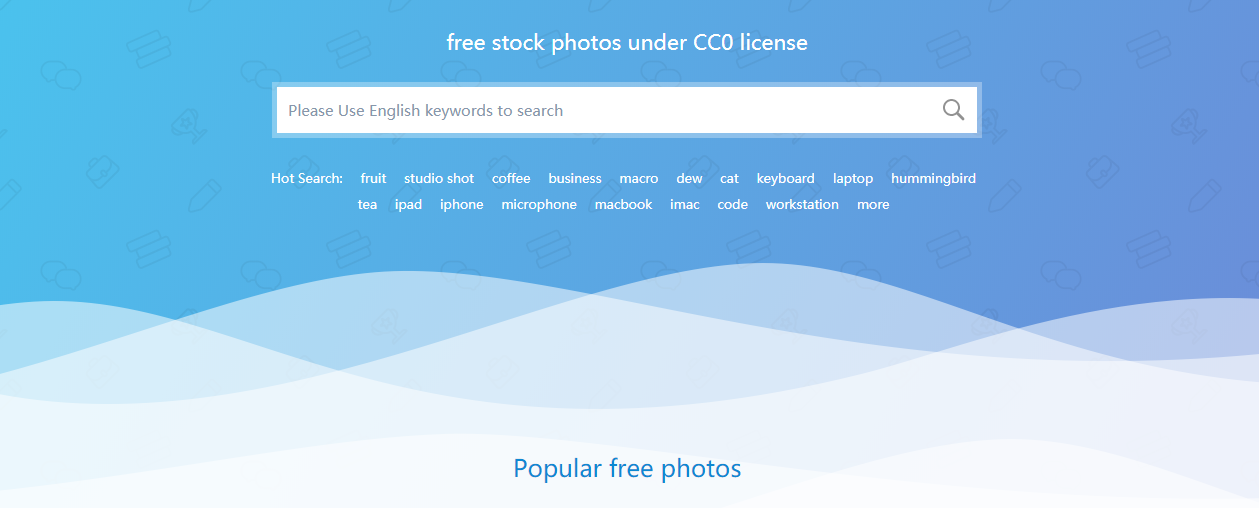 free stock photos under CC0 license
Please Use English keywords to search
Hot Search: fruit studio shot coffee business macro dew cat keyboard laptop hummingbird
tea ipad iphone microphone macbook imac code workstation more
Popular free photos